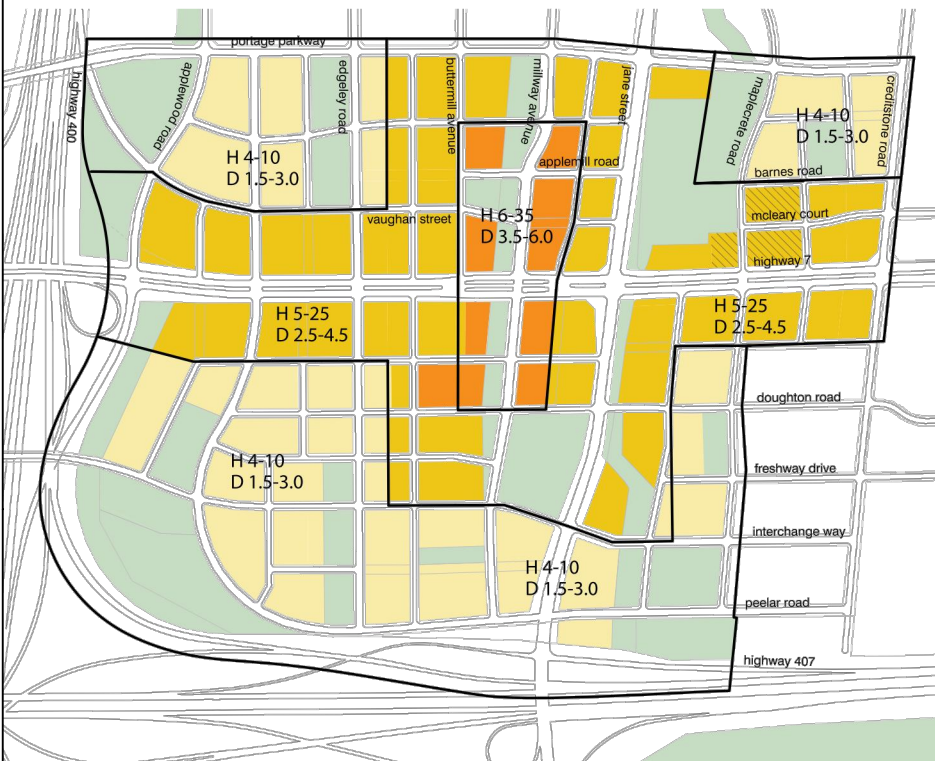 portage parkway
highway 400
applewood road
edgeley road
buttermill avenue
millway avenue
jane street
maplecrete road
creditstone road
H 4-10
D 1.5-3.0
H 4-10
D 1.5-3.0
applemill road
barnes road
vaughan street
H 6-35
D 3.5-6.0
mcleary court
highway 7
H 5-25
D 2.5-4.5
H 5-25
D 2.5-4.5
doughton road
H 4-10
D 1.5-3.0
freshway drive
interchange way
H 4-10
D 1.5-3.0
peelar road
highway 407